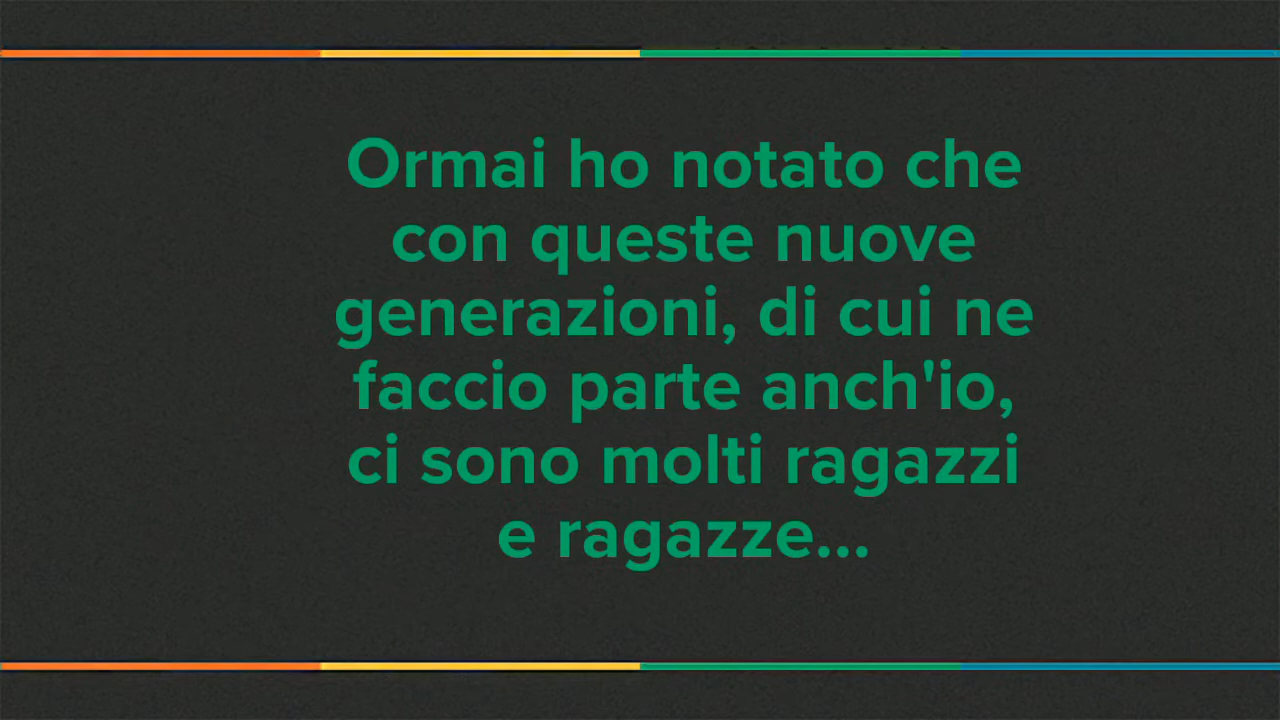 Ormai ho notato che
con queste nuove
generazioni, di cui ne
faccio parte anch'io,
ci sono molti ragazzi
e ragazze...